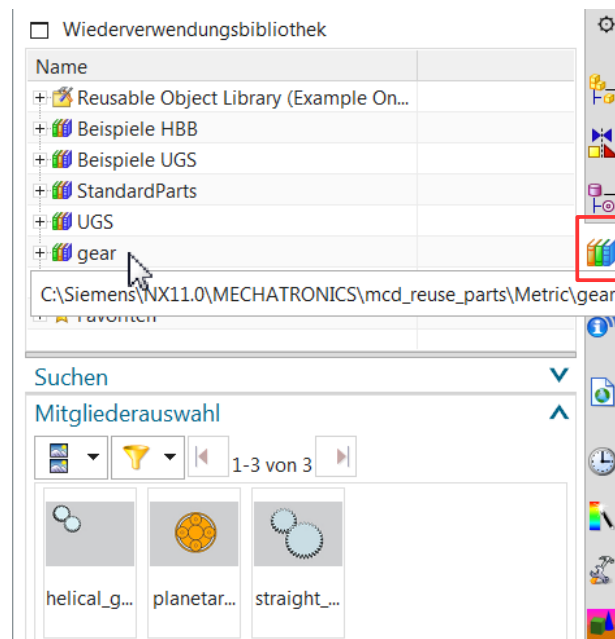 Wiederverwendungsbibliothek
Name
Reusable Object Library (Example On...
Beispiele HBB
Beispiele UGS
StandardParts
UGS
gear
C:\Siemens\NX11.0\MECHATRONICS\mcd_reuse_parts\Metric\gear
Favoriten
Suchen
Mitgliederauswahl
1-3 von 3
helical_g... planetar... straight_...